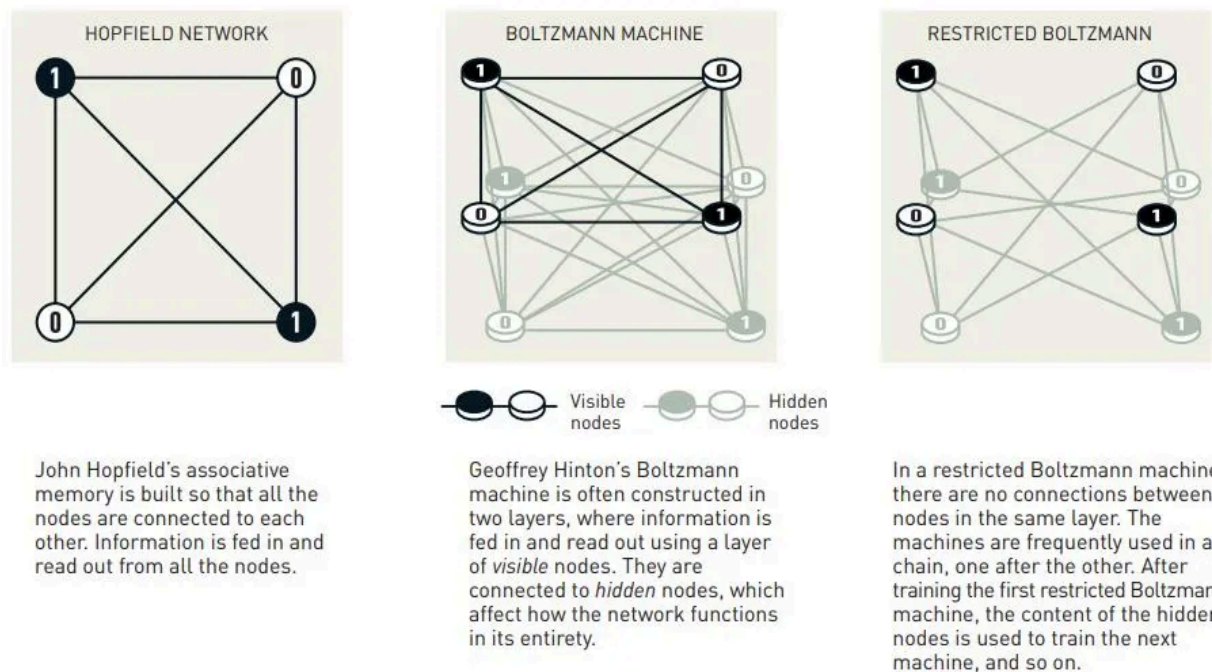 HOPFIELD NETWORK
1 0
0 1
John Hopfield’s associative
memory is built so that all the
nodes are connected to each
other. Information is fed in and
read out from all the nodes.
BOLTZMANN MACHINE
1 0
1 0
0 1
0 1
Visible
nodes
Hidden
nodes
Geoffrey Hinton’s Boltzmann
machine is often constructed in
two layers, where information is
fed in and read out using a layer
of visible nodes. They are
connected to hidden nodes, which
affect how the network functions
in its entirety.
RESTRICTED BOLTZMANN
1 0
1 0
0 1
0 1
In a restricted Boltzmann machine
there are no connections between
nodes in the same layer. The
machines are frequently used in a
chain, one after the other. After
training the first restricted Boltzmann
machine, the content of the hidden
nodes is used to train the next
machine, and so on.